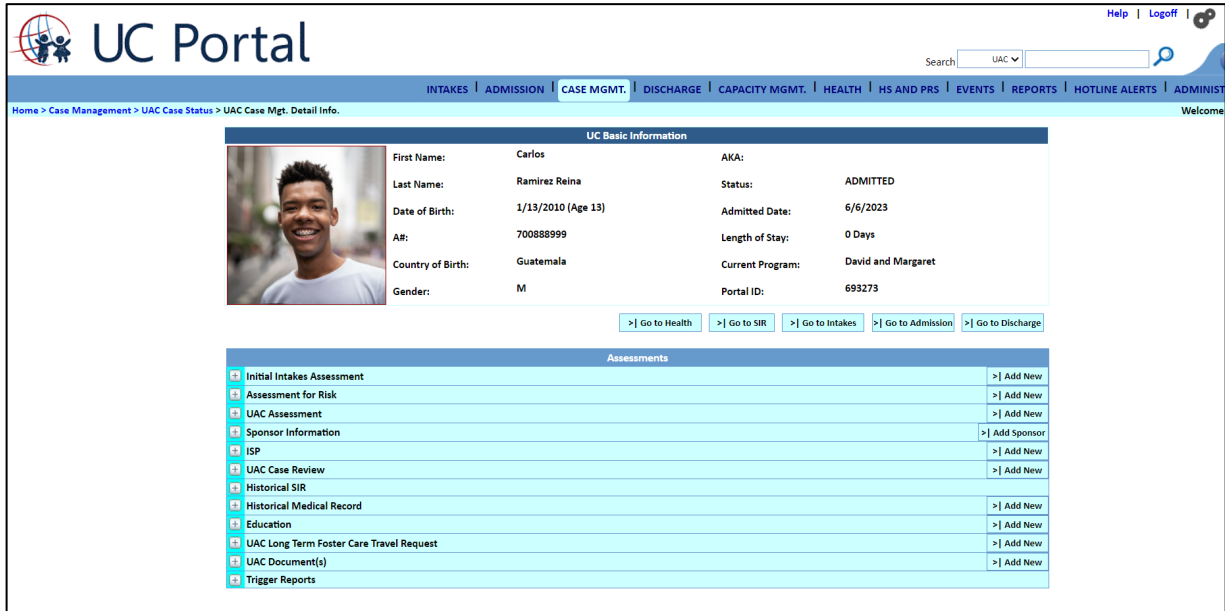 Help | Logoff |
UC Portal
Search UAC
INTAKES | ADMISSION | CASE MGMT. | DISCHARGE | CAPACITY MGMT. | HEALTH | HS AND PRS | EVENTS | REPORTS | HOTLINE ALERTS | ADMINIST
Home > Case Management > UAC Case Status > UAC Case Mgt. Detail Info. Welcome
UC Basic Information
First Name: Carlos AKA:
Last Name: Ramirez Reina Status: ADMITTED
Date of Birth: 1/13/2010 (Age 13) Admitted Date: 6/6/2023
A#: 700888999 Length of Stay: 0 Days
Country of Birth: Guatemala Current Program: David and Margaret
Gender: M Portal ID: 693273
>| Go to Health >| Go to SIR >| Go to Intakes >| Go to Admission >| Go to Discharge
Assessments
Initial Intakes Assessment >| Add New
Assessment for Risk >| Add New
UAC Assessment >| Add New
Sponsor Information >| Add Sponsor
ISP >| Add New
UAC Case Review >| Add New
Historical SIR
Historical Medical Record >| Add New
Education >| Add New
UAC Long Term Foster Care Travel Request >| Add New
UAC Document(s) >| Add New
Trigger Reports